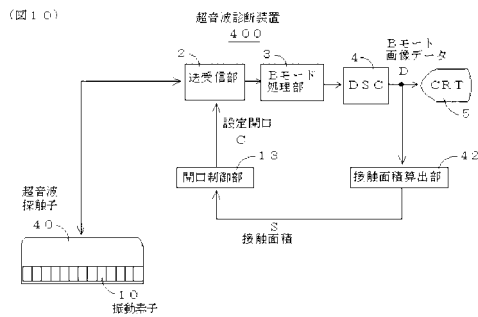 （図１０）
超音波診断装置
４００
２
送受信部
３
Ｂモード
処理部
４
ＤＳＣ
Ｂモード
画像データ
Ｄ
ＣＲＴ
５
設定開口
Ｃ
１３
開口制御部
４２
接触面積算出部
Ｓ
接触面積
超音波
探触子
４０
１０
振動素子